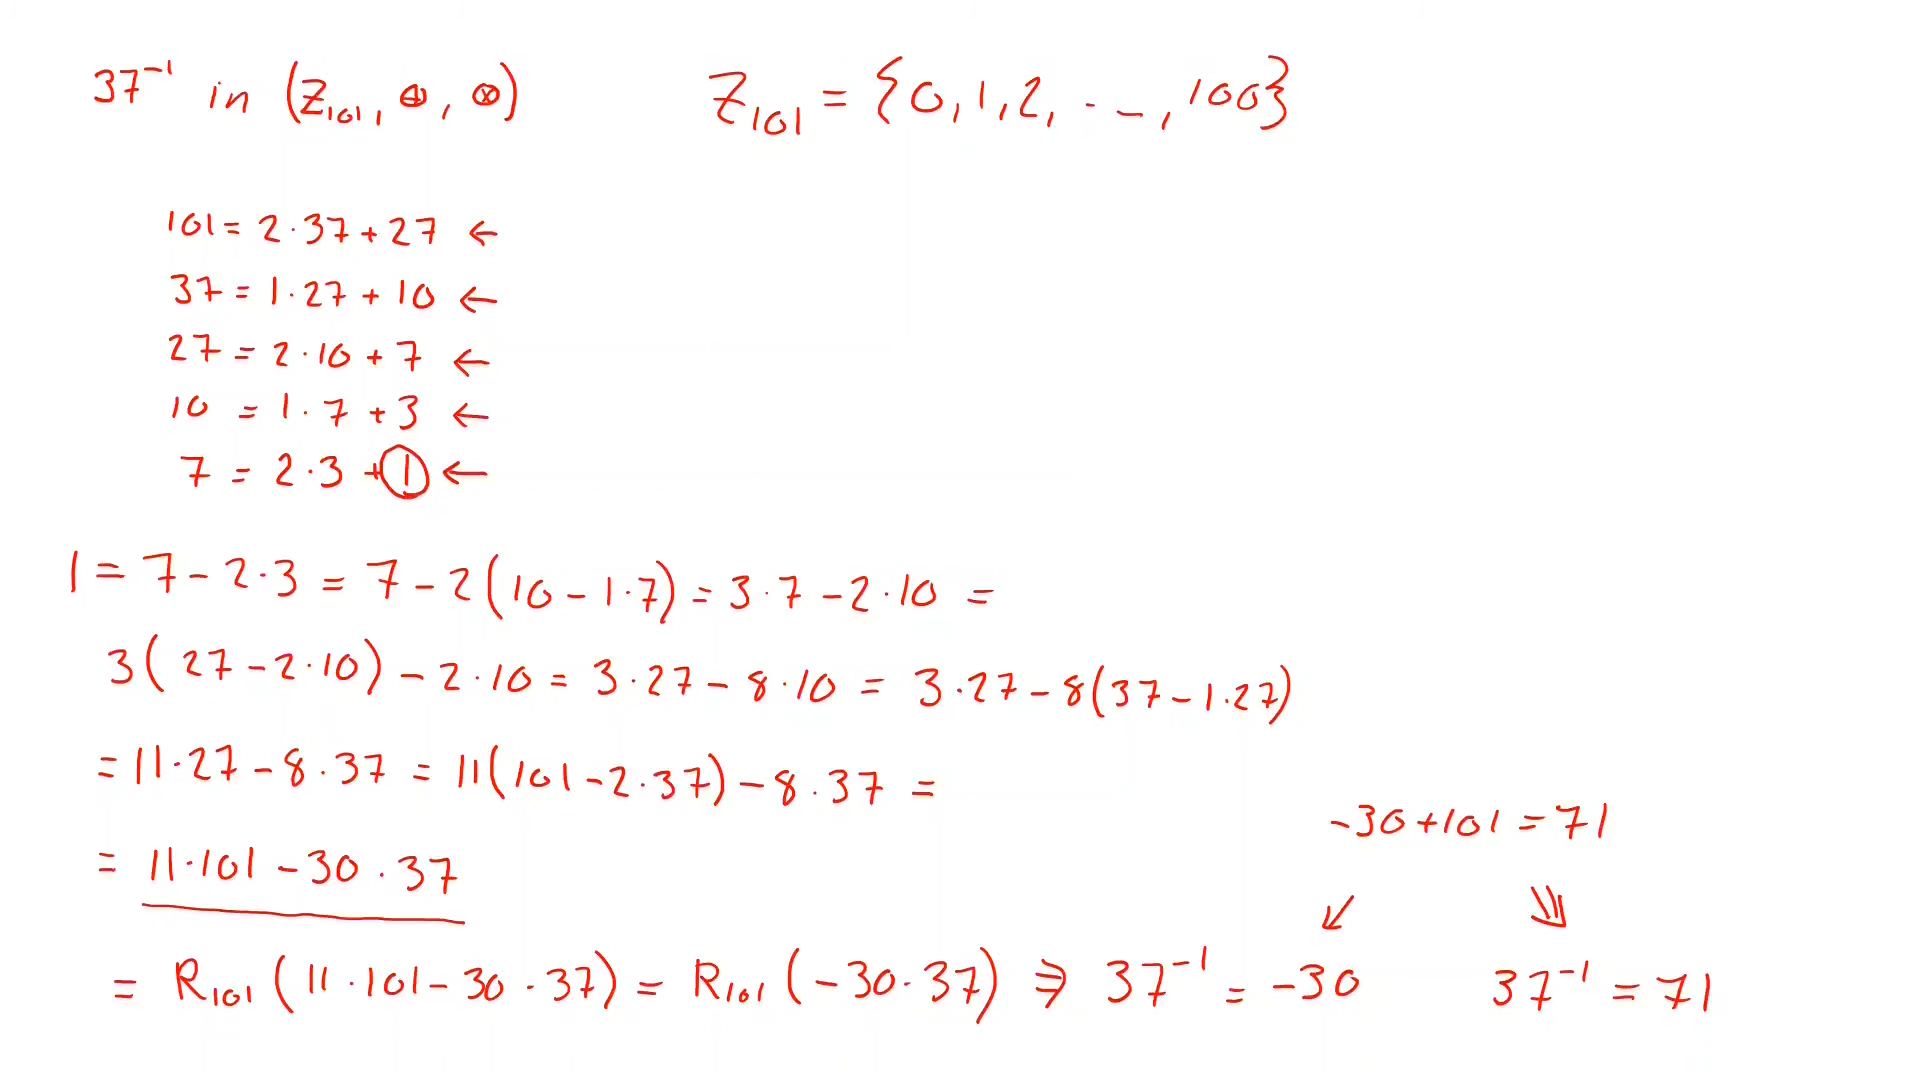 37⁻¹ in (Z₁₀₁, ⊕, ⊗) Z₁₀₁ = {0, 1, 2, ..., 100}
101 = 2·37 + 27 ←
37 = 1·27 + 10 ←
27 = 2·10 + 7 ←
10 = 1·7 + 3 ←
7 = 2·3 + 1 ←
1 = 7 - 2·3 = 7 - 2(10 - 1·7) = 3·7 - 2·10 =
3(27 - 2·10) - 2·10 = 3·27 - 8·10 = 3·27 - 8(37 - 1·27)
= 11·27 - 8·37 = 11(101 - 2·37) - 8·37 =
-30 + 101 = 71
= 11·101 - 30·37
= R₁₀₁(11·101 - 30·37) = R₁₀₁(-30·37) ⇒ 37⁻¹ = -30 37⁻¹ = 71